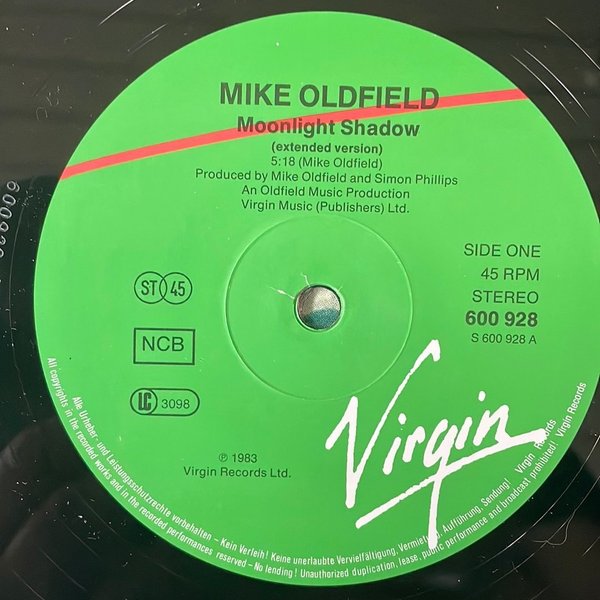 MIKE OLDFIELD
Moonlight Shadow
(extended version)
5:18 (Mike Oldfield)
Produced by Mike Oldfield and Simon Phillips
An Oldfield Music Production
Virgin Music (Publishers) Ltd.
SIDE ONE
45 RPM
STEREO
600 928
S 600 928 A
ST 45
NCB
LC 3098
℗ 1983
Virgin Records Ltd.
Virgin
Alle Urheber- und Leistungsschutzrechte vorbehalten – Kein Verleih! Keine unerlaubte Vervielfältigung, Vermietung, Aufführung, Sendung! Virgin Records
All copyrights in the recorded works and in the recorded performances reserved – No lending! Unauthorized duplication, lease, public performance and broadcast prohibited! Virgin Records